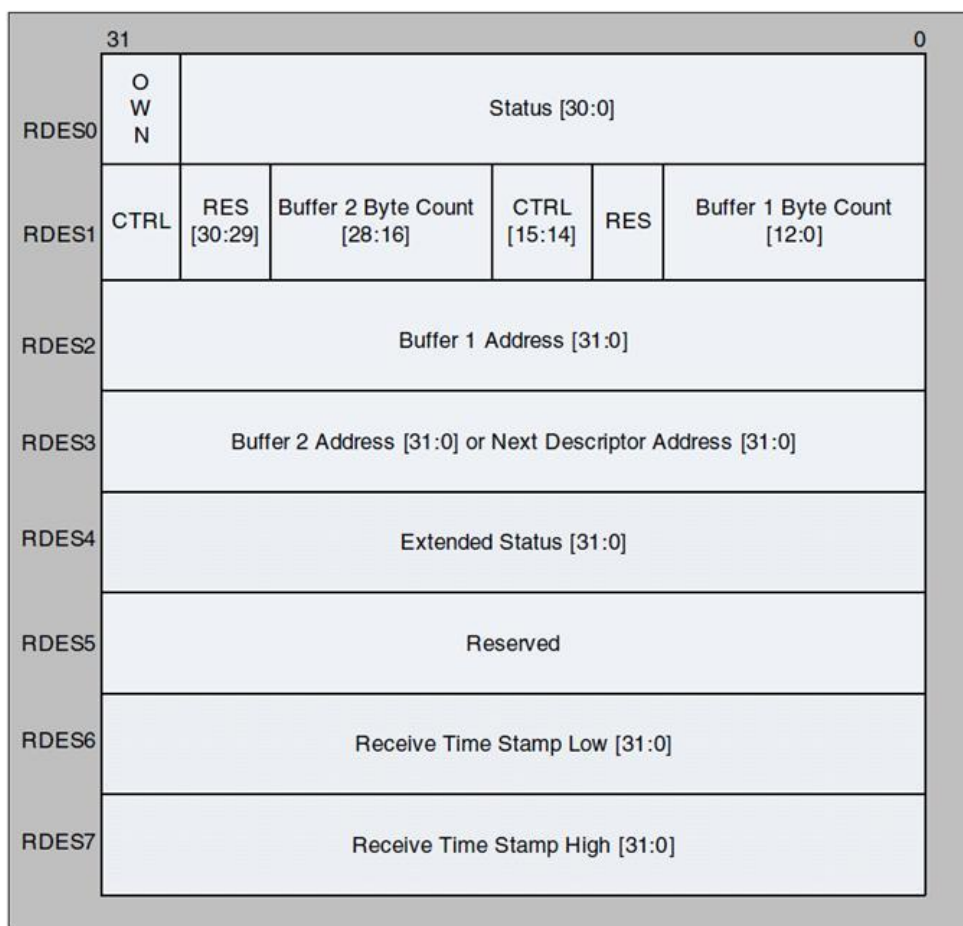 31
0
RDES0
O
W
N
Status [30:0]
RDES1
CTRL
RES
[30:29]
Buffer 2 Byte Count
[28:16]
CTRL
[15:14]
RES
Buffer 1 Byte Count
[12:0]
RDES2
Buffer 1 Address [31:0]
RDES3
Buffer 2 Address [31:0] or Next Descriptor Address [31:0]
RDES4
Extended Status [31:0]
RDES5
Reserved
RDES6
Receive Time Stamp Low [31:0]
RDES7
Receive Time Stamp High [31:0]